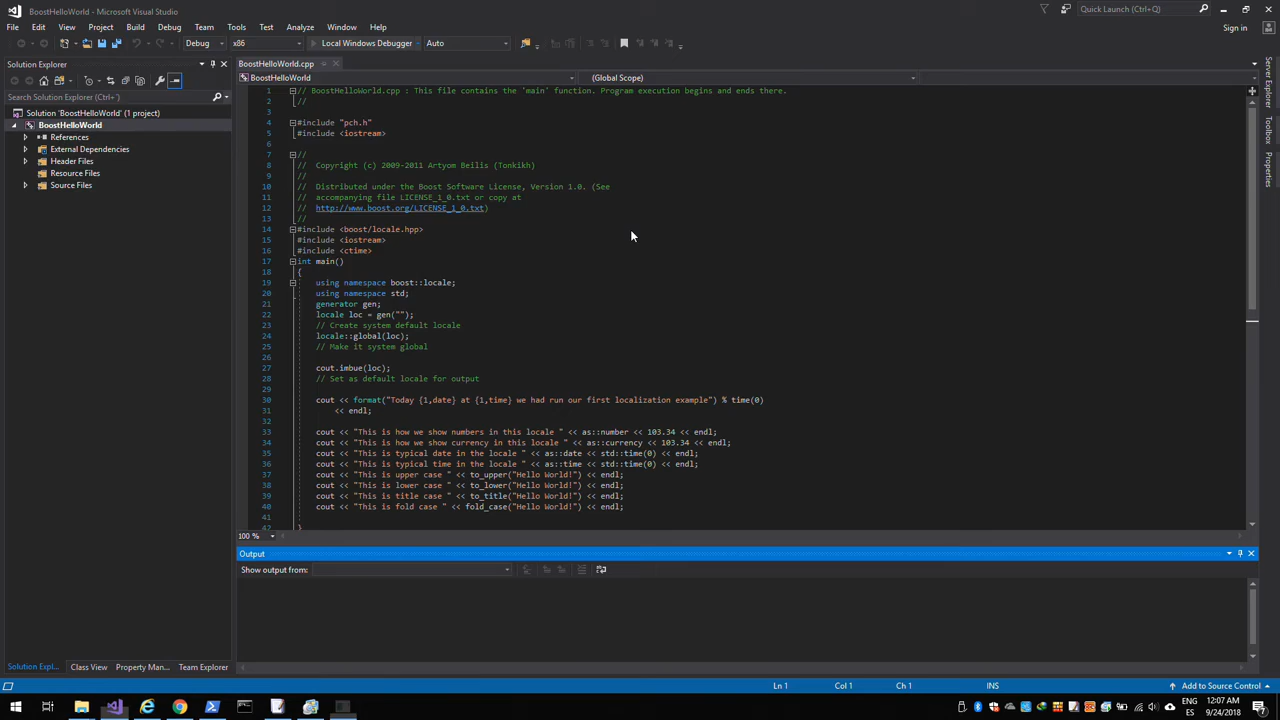 BoostHelloWorld - Microsoft Visual Studio
Quick Launch (Ctrl+Q)
File Edit View Project Build Debug Team Tools Test Analyze Window Help
Sign in
Debug x86 Local Windows Debugger Auto
Solution Explorer
Search Solution Explorer (Ctrl+')
Solution 'BoostHelloWorld' (1 project)
BoostHelloWorld
References
External Dependencies
Header Files
Resource Files
Source Files
Solution Expl... Class View Property Man... Team Explorer
BoostHelloWorld.cpp
BoostHelloWorld (Global Scope)
1 // BoostHelloWorld.cpp : This file contains the 'main' function. Program execution begins and ends there.
2 //
3
4 #include "pch.h"
5 #include <iostream>
6
7 //
8 // Copyright (c) 2009-2011 Artyom Beilis (Tonkikh)
9 //
10 // Distributed under the Boost Software License, Version 1.0. (See
11 // accompanying file LICENSE_1_0.txt or copy at
12 // http://www.boost.org/LICENSE_1_0.txt)
13 //
14 #include <boost/locale.hpp>
15 #include <iostream>
16 #include <ctime>
17 int main()
18 {
19 using namespace boost::locale;
20 using namespace std;
21 generator gen;
22 locale loc = gen("");
23 // Create system default locale
24 locale::global(loc);
25 // Make it system global
26
27 cout.imbue(loc);
28 // Set as default locale for output
29
30 cout << format("Today {1,date} at {1,time} we had run our first localization example") % time(0)
31 << endl;
32
33 cout << "This is how we show numbers in this locale " << as::number << 103.34 << endl;
34 cout << "This is how we show currency in this locale " << as::currency << 103.34 << endl;
35 cout << "This is typical date in the locale " << as::date << std::time(0) << endl;
36 cout << "This is typical time in the locale " << as::time << std::time(0) << endl;
37 cout << "This is upper case " << to_upper("Hello World!") << endl;
38 cout << "This is lower case " << to_lower("Hello World!") << endl;
39 cout << "This is title case " << to_title("Hello World!") << endl;
40 cout << "This is fold case " << fold_case("Hello World!") << endl;
41
42 }
100 %
Output
Show output from:
Server Explorer
Toolbox
Properties
Ln 1 Col 1 Ch 1 INS Add to Source Control
ENG 12:07 AM
ES 9/24/2018